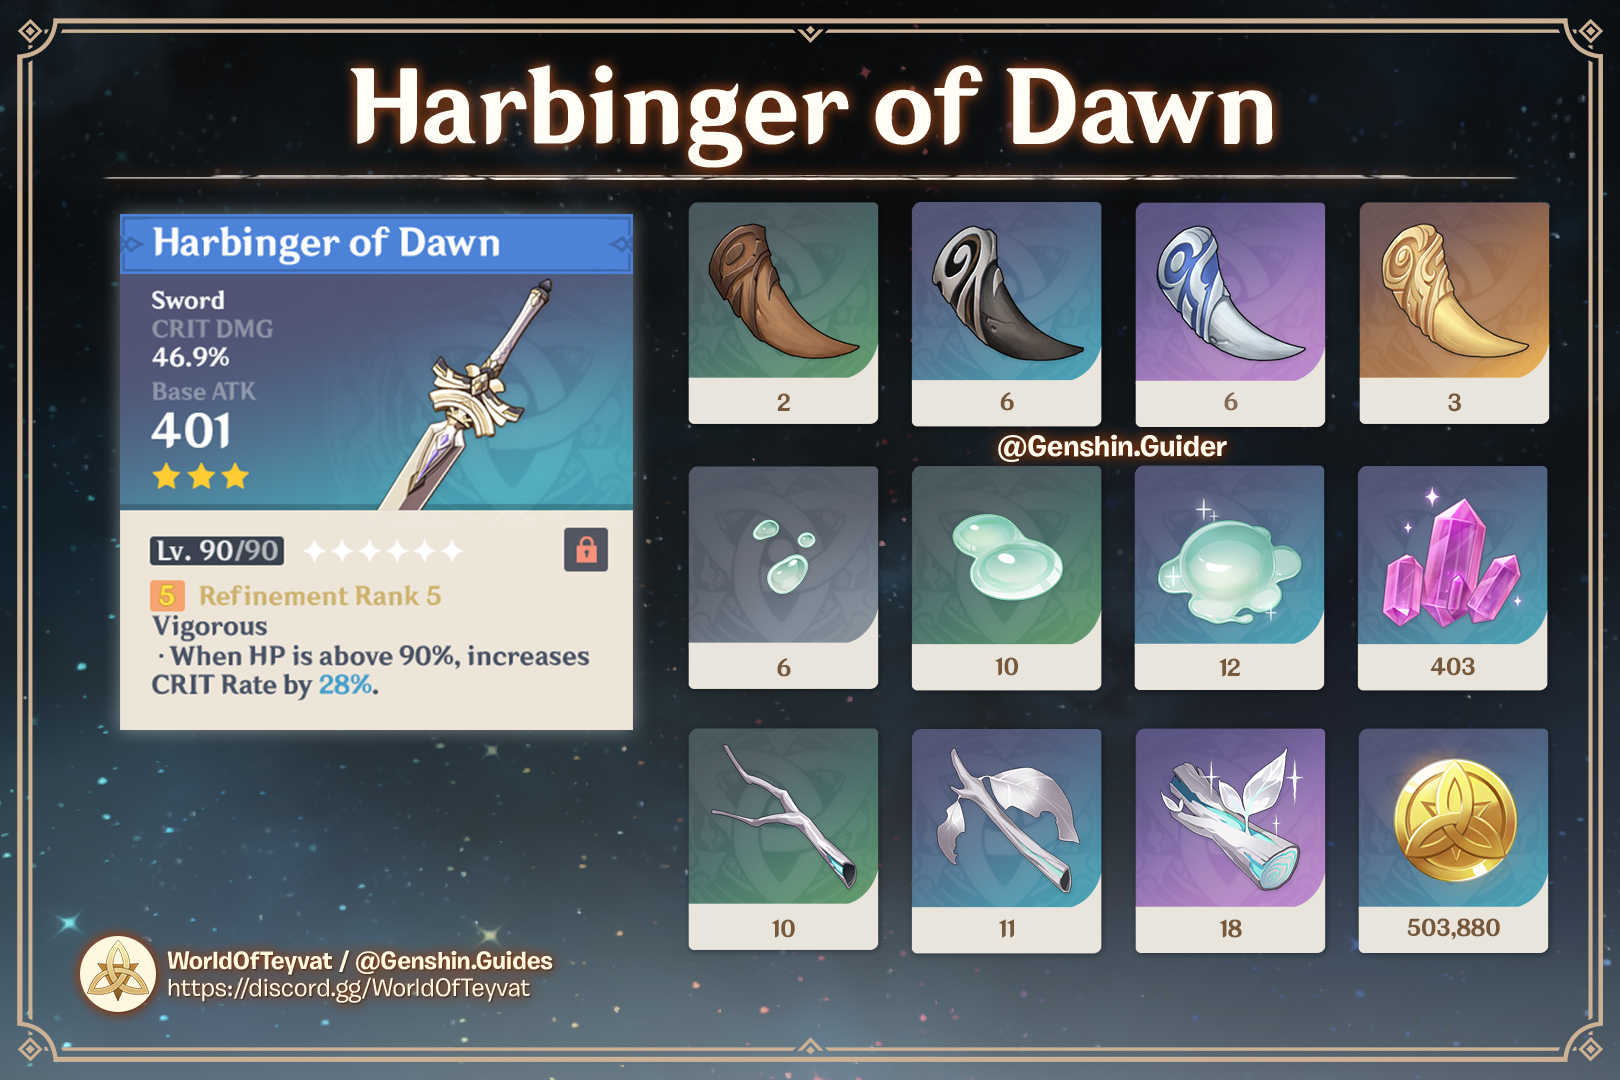 Harbinger of Dawn
Harbinger of Dawn
Sword
CRIT DMG
46.9%
Base ATK
401
Lv. 90/90
5 Refinement Rank 5
Vigorous
· When HP is above 90%, increases
CRIT Rate by 28%.
2
6
6
3
@Genshin.Guider
6
10
12
403
10
11
18
503,880
WorldOfTeyvat / @Genshin.Guides
https://discord.gg/WorldOfTeyvat